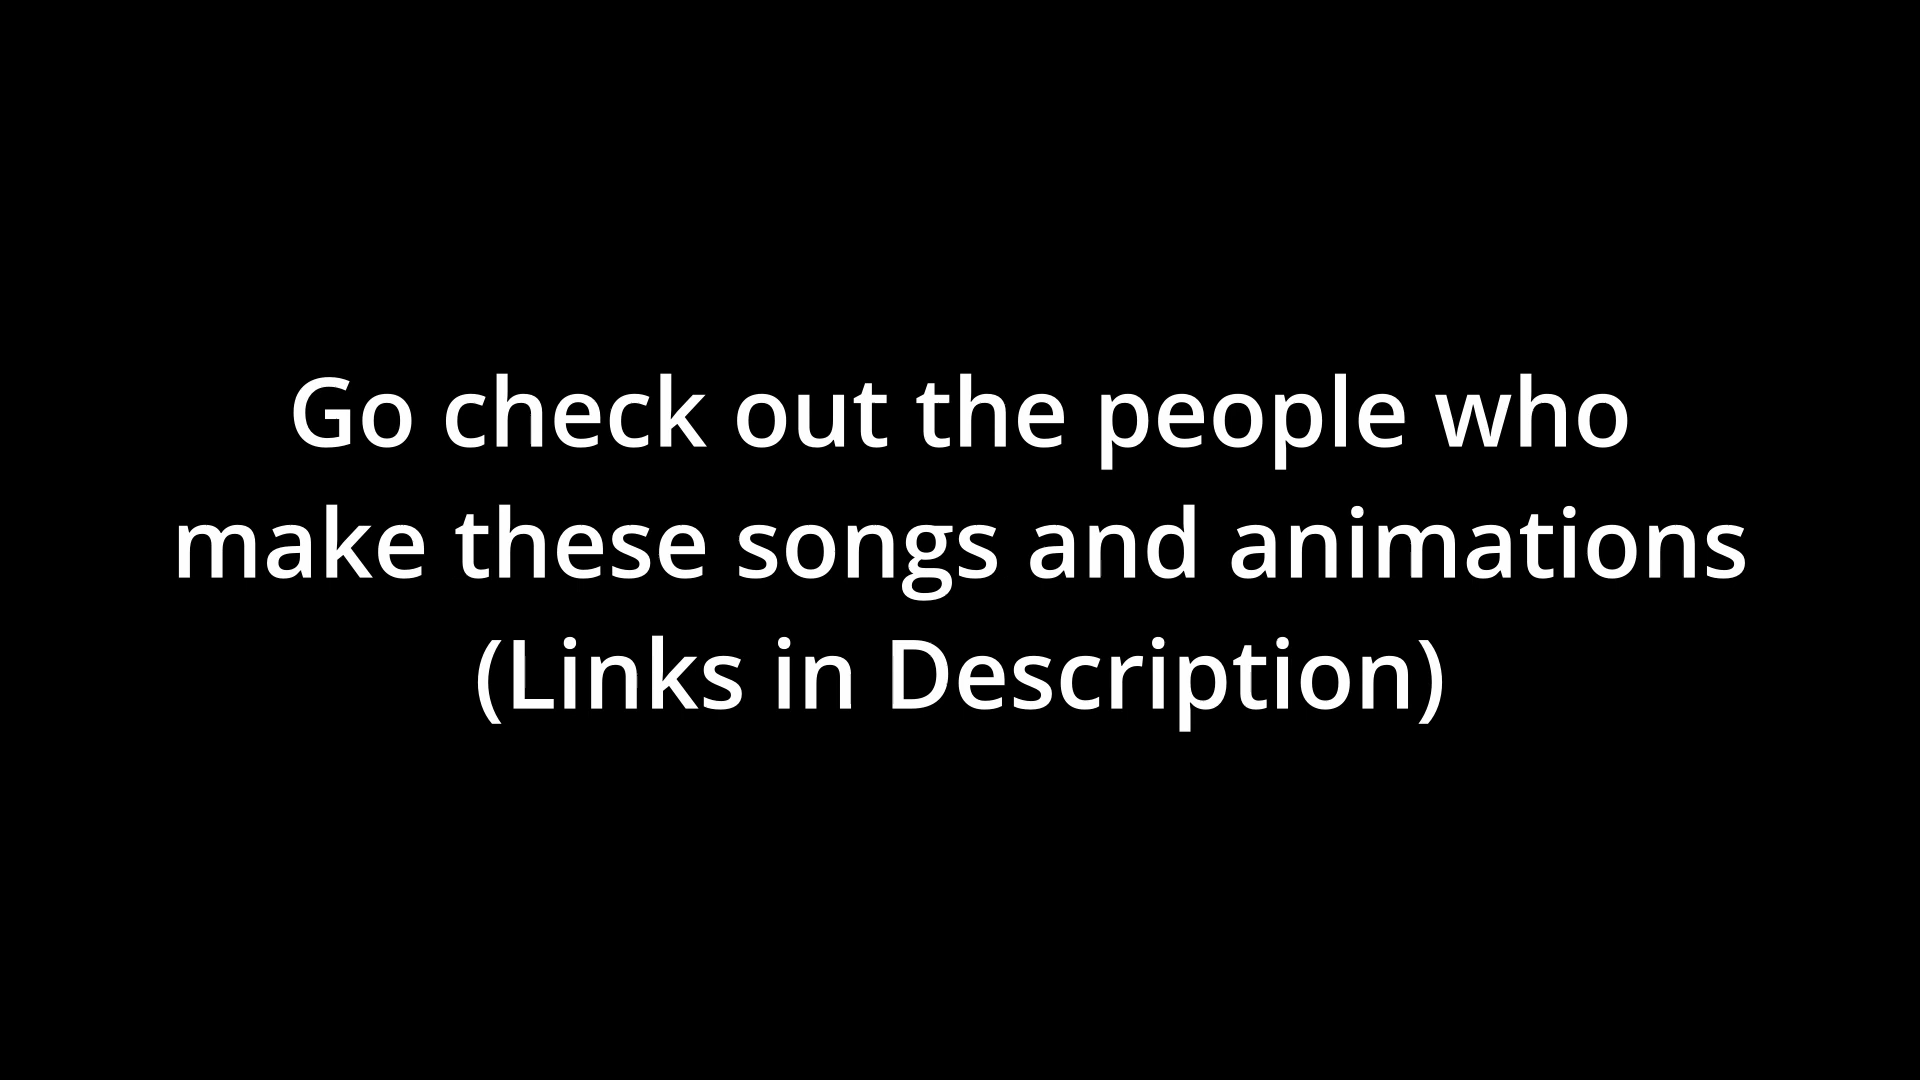 Go check out the people who
make these songs and animations
(Links in Description)